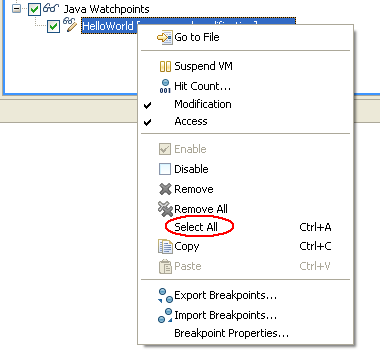 Java Watchpoints
HelloWorld
Go to File
Suspend VM
Hit Count...
Modification
Access
Enable
Disable
Remove
Remove All
Select All Ctrl+A
Copy Ctrl+C
Paste Ctrl+V
Export Breakpoints...
Import Breakpoints...
Breakpoint Properties...